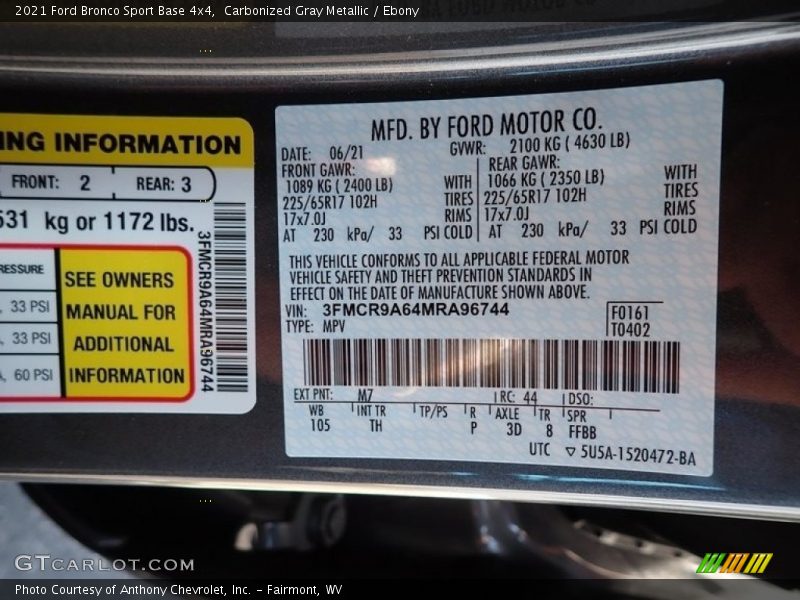 2021 Ford Bronco Sport Base 4x4,  Carbonized Gray Metallic / Ebony
ING INFORMATION
FRONT: 2 REAR: 3
531 kg or 1172 lbs.
RESSURE
, 33 PSI
, 33 PSI
, 60 PSI
SEE OWNERS
MANUAL FOR
ADDITIONAL
INFORMATION
3FMCR9A64MRA96744
MFD. BY FORD MOTOR CO.
DATE: 06/21 GVWR: 2100 KG ( 4630 LB)
FRONT GAWR:
1089 KG ( 2400 LB) WITH
225/65R17 102H TIRES
17x7.0J RIMS
AT 230 kPa/ 33 PSI COLD
REAR GAWR:
1066 KG ( 2350 LB) WITH
225/65R17 102H TIRES
17x7.0J RIMS
AT 230 kPa/ 33 PSI COLD
THIS VEHICLE CONFORMS TO ALL APPLICABLE FEDERAL MOTOR
VEHICLE SAFETY AND THEFT PREVENTION STANDARDS IN
EFFECT ON THE DATE OF MANUFACTURE SHOWN ABOVE.
VIN: 3FMCR9A64MRA96744
TYPE: MPV
F0161
T0402
EXT PNT: M7 RC: 44 DSO:
WB INT TR TP/PS R AXLE TR SPR
105 TH P 3D 8 FFBB
UTC ▽ 5U5A-1520472-BA
GTCARLOT.COM
Photo Courtesy of Anthony Chevrolet, Inc. – Fairmont, WV